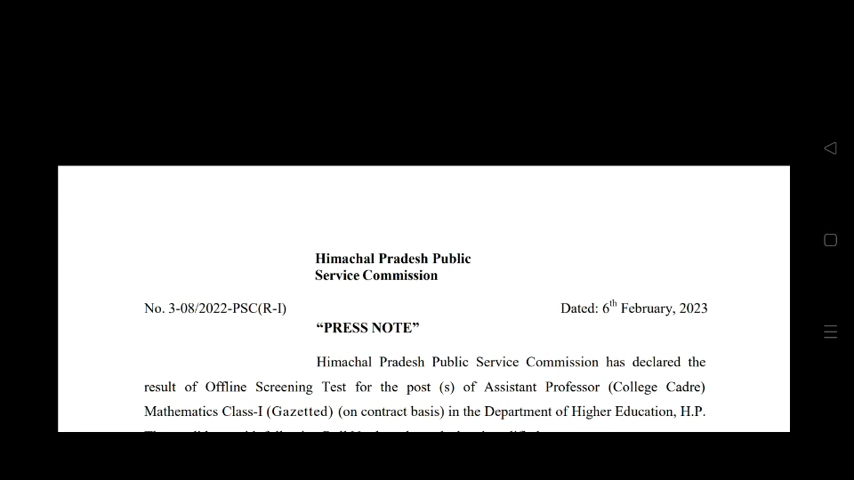 Himachal Pradesh Public
Service Commission
No. 3-08/2022-PSC(R-I) Dated: 6th February, 2023
“PRESS NOTE”
Himachal Pradesh Public Service Commission has declared the
result of Offline Screening Test for the post (s) of Assistant Professor (College Cadre)
Mathematics Class-I (Gazetted) (on contract basis) in the Department of Higher Education, H.P.